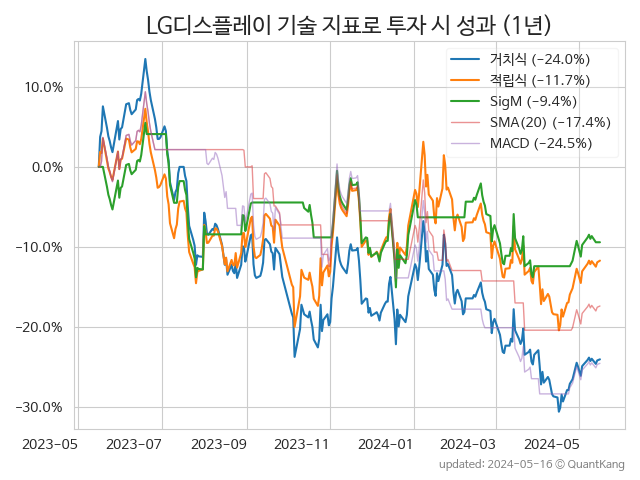 LG디스플레이 기술 지표로 투자 시 성과 (1년)
거치식 (−24.0%)
적립식 (−11.7%)
SigM (−9.4%)
SMA(20) (−17.4%)
MACD (−24.5%)
10.0%
0.0%
−10.0%
−20.0%
−30.0%
2023-05 2023-07 2023-09 2023-11 2024-01 2024-03 2024-05
updated: 2024-05-16 © QuantKang